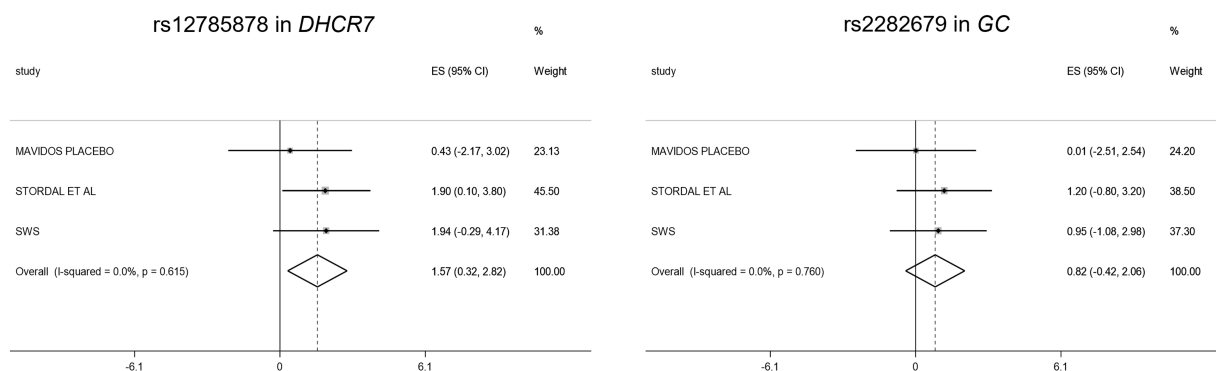 rs12785878 in DHCR7
%
study ES (95% CI) Weight
MAVIDOS PLACEBO 0.43 (-2.17, 3.02) 23.13
STORDAL ET AL 1.90 (0.10, 3.80) 45.50
SWS 1.94 (-0.29, 4.17) 31.38
Overall (I-squared = 0.0%, p = 0.615) 1.57 (0.32, 2.82) 100.00
-6.1 0 6.1
rs2282679 in GC
%
study ES (95% CI) Weight
MAVIDOS PLACEBO 0.01 (-2.51, 2.54) 24.20
STORDAL ET AL 1.20 (-0.80, 3.20) 38.50
SWS 0.95 (-1.08, 2.98) 37.30
Overall (I-squared = 0.0%, p = 0.760) 0.82 (-0.42, 2.06) 100.00
-6.1 0 6.1